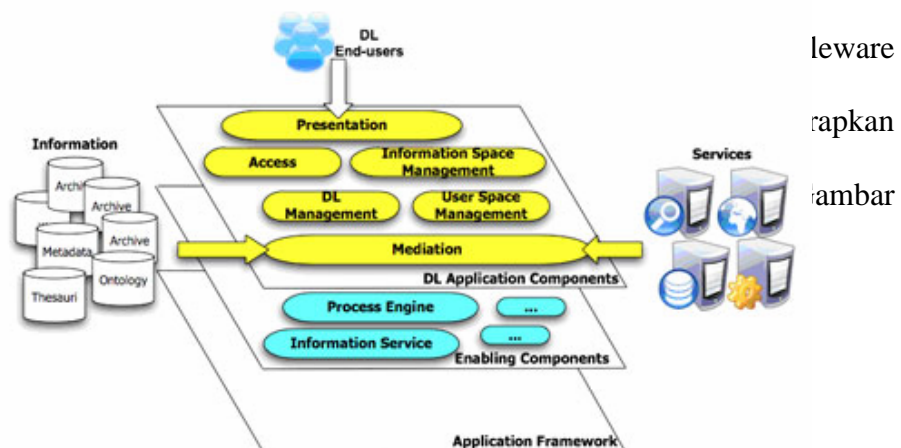 DL
End-users
leware
rapkan
Gambar
Presentation
Access
Information Space
Management
DL
Management
User Space
Management
Mediation
DL Application Components
Process Engine
...
Information Service
...
Enabling Components
Application Framework
Information
Archive
Archive
...
Archive
Metadata
Ontology
Thesauri
Services